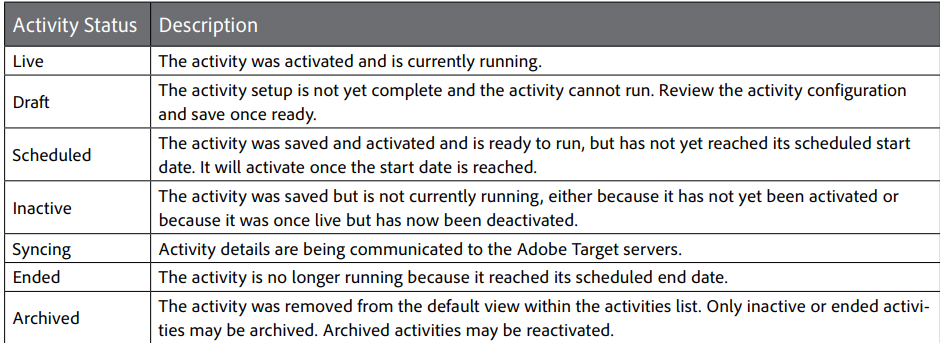 Activity Status Description
Live The activity was activated and is currently running.
Draft The activity setup is not yet complete and the activity cannot run. Review the activity configuration
and save once ready.
Scheduled The activity was saved and activated and is ready to run, but has not yet reached its scheduled start
date. It will activate once the start date is reached.
Inactive The activity was saved but is not currently running, either because it has not yet been activated or
because it was once live but has now been deactivated.
Syncing Activity details are being communicated to the Adobe Target servers.
Ended The activity is no longer running because it reached its scheduled end date.
Archived The activity was removed from the default view within the activities list. Only inactive or ended activi-
ties may be archived. Archived activities may be reactivated.